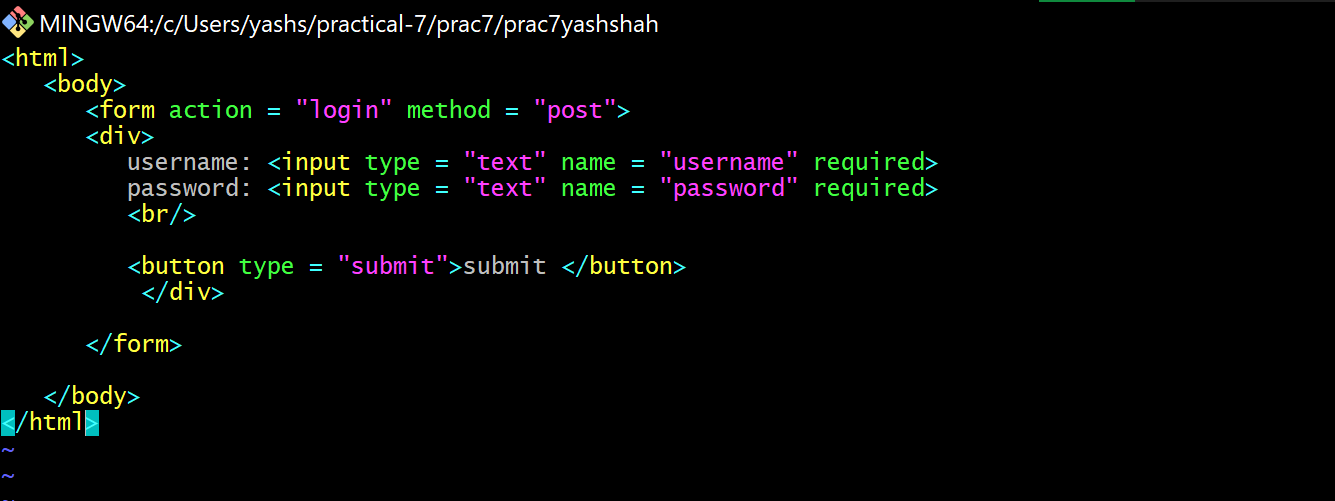 MINGW64:/c/Users/yashs/practical-7/prac7/prac7yashshah
<html>
   <body>
      <form action = "login" method = "post">
      <div>
         username: <input type = "text" name = "username" required>
         password: <input type = "text" name = "password" required>
         <br/>

         <button type = "submit">submit </button>
          </div>

      </form>

   </body>
</html>
~
~
~